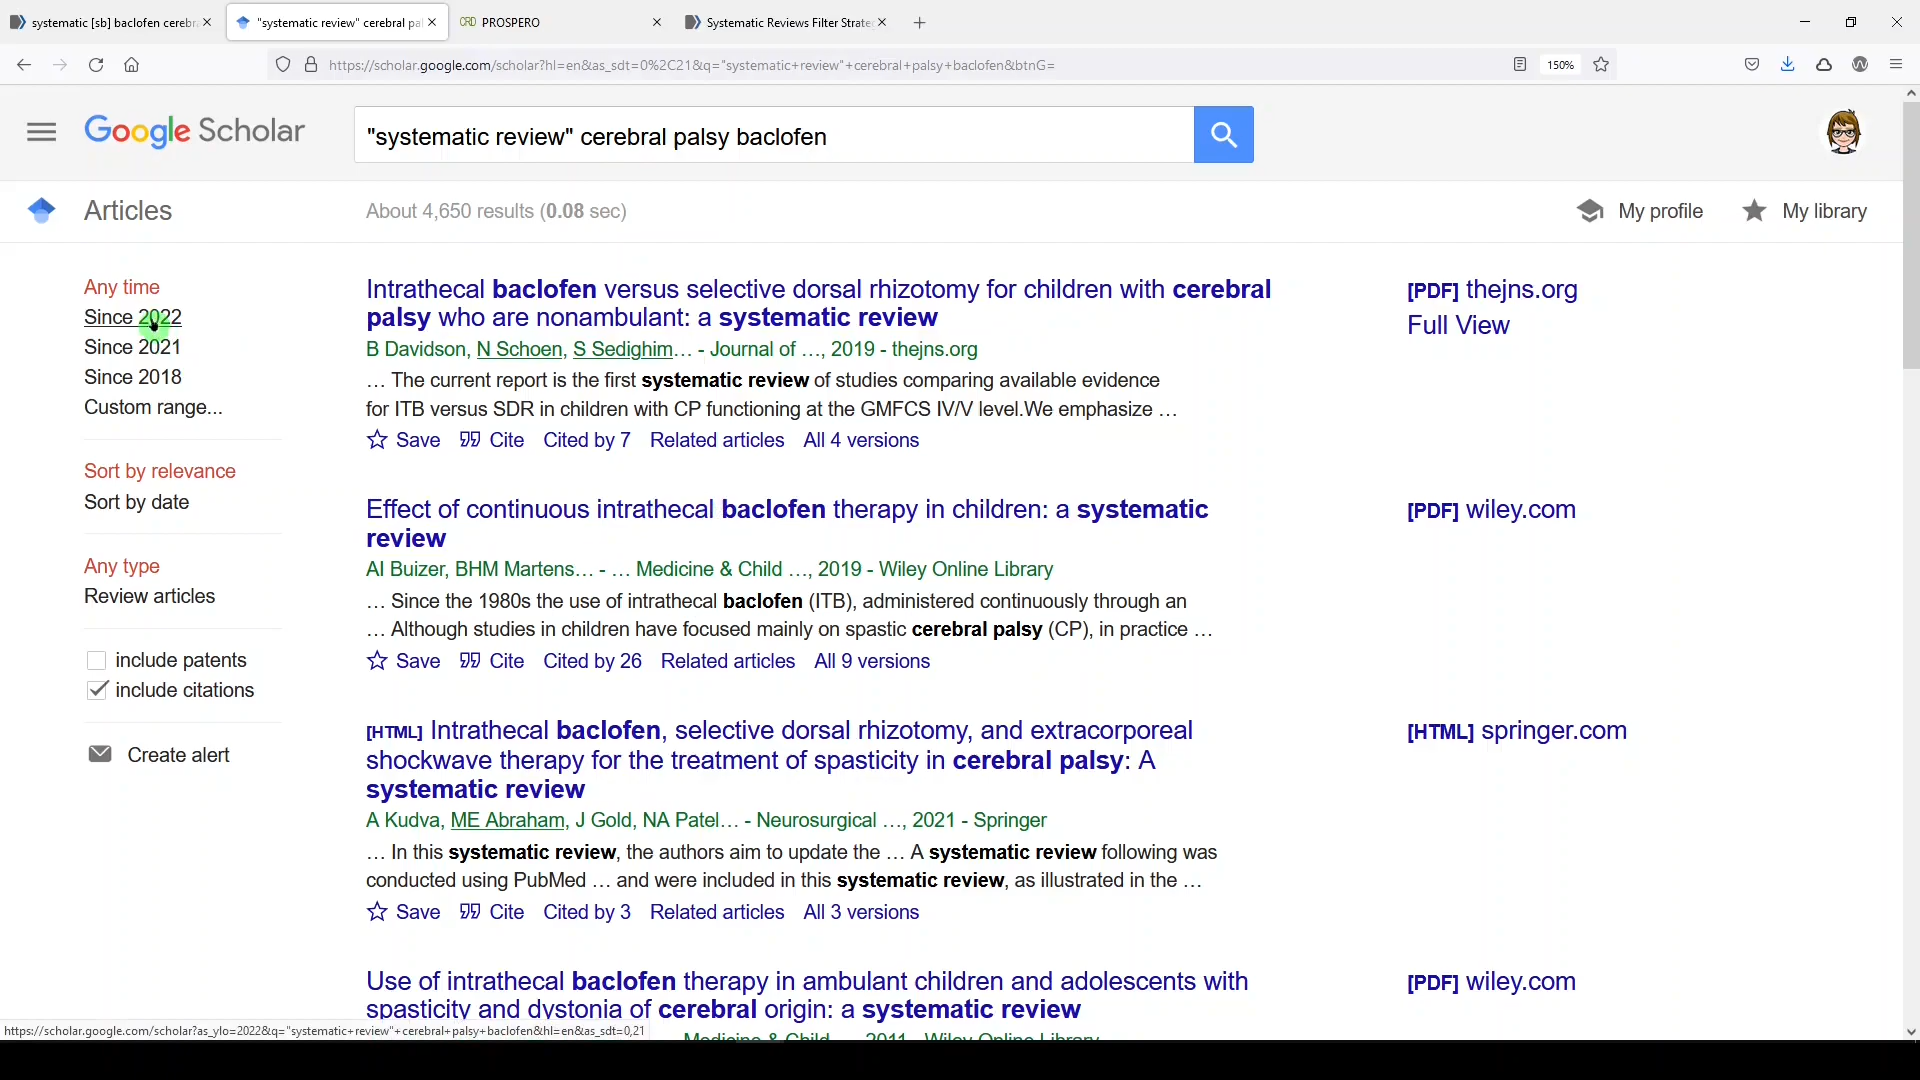 systematic [sb] baclofen cerebr
"systematic review" cerebral pal
CRD PROSPERO
Systematic Reviews Filter Strate
https://scholar.google.com/scholar?hl=en&as_sdt=0%2C21&q="systematic+review"+cerebral+palsy+baclofen&btnG=
150%
Google Scholar
"systematic review" cerebral palsy baclofen
Articles
About 4,650 results (0.08 sec)
My profile
My library
Any time
Since 2022
Since 2021
Since 2018
Custom range...
Sort by relevance
Sort by date
Any type
Review articles
include patents
include citations
Create alert
Intrathecal baclofen versus selective dorsal rhizotomy for children with cerebral
palsy who are nonambulant: a systematic review
B Davidson, N Schoen, S Sedighim… - Journal of …, 2019 - thejns.org
… The current report is the first systematic review of studies comparing available evidence
for ITB versus SDR in children with CP functioning at the GMFCS IV/V level.We emphasize …
Save Cite Cited by 7 Related articles All 4 versions
[PDF] thejns.org
Full View
Effect of continuous intrathecal baclofen therapy in children: a systematic
review
AI Buizer, BHM Martens… - … Medicine & Child …, 2019 - Wiley Online Library
… Since the 1980s the use of intrathecal baclofen (ITB), administered continuously through an
… Although studies in children have focused mainly on spastic cerebral palsy (CP), in practice …
Save Cite Cited by 26 Related articles All 9 versions
[PDF] wiley.com
[HTML] Intrathecal baclofen, selective dorsal rhizotomy, and extracorporeal
shockwave therapy for the treatment of spasticity in cerebral palsy: A
systematic review
A Kudva, ME Abraham, J Gold, NA Patel… - Neurosurgical …, 2021 - Springer
… In this systematic review, the authors aim to update the … A systematic review following was
conducted using PubMed … and were included in this systematic review, as illustrated in the …
Save Cite Cited by 3 Related articles All 3 versions
[HTML] springer.com
Use of intrathecal baclofen therapy in ambulant children and adolescents with
spasticity and dystonia of cerebral origin: a systematic review
[PDF] wiley.com
Medicine & Child …, 2011 - Wiley Online Library
https://scholar.google.com/scholar?as_ylo=2022&q="systematic+review"+cerebral+palsy+baclofen&hl=en&as_sdt=0,21